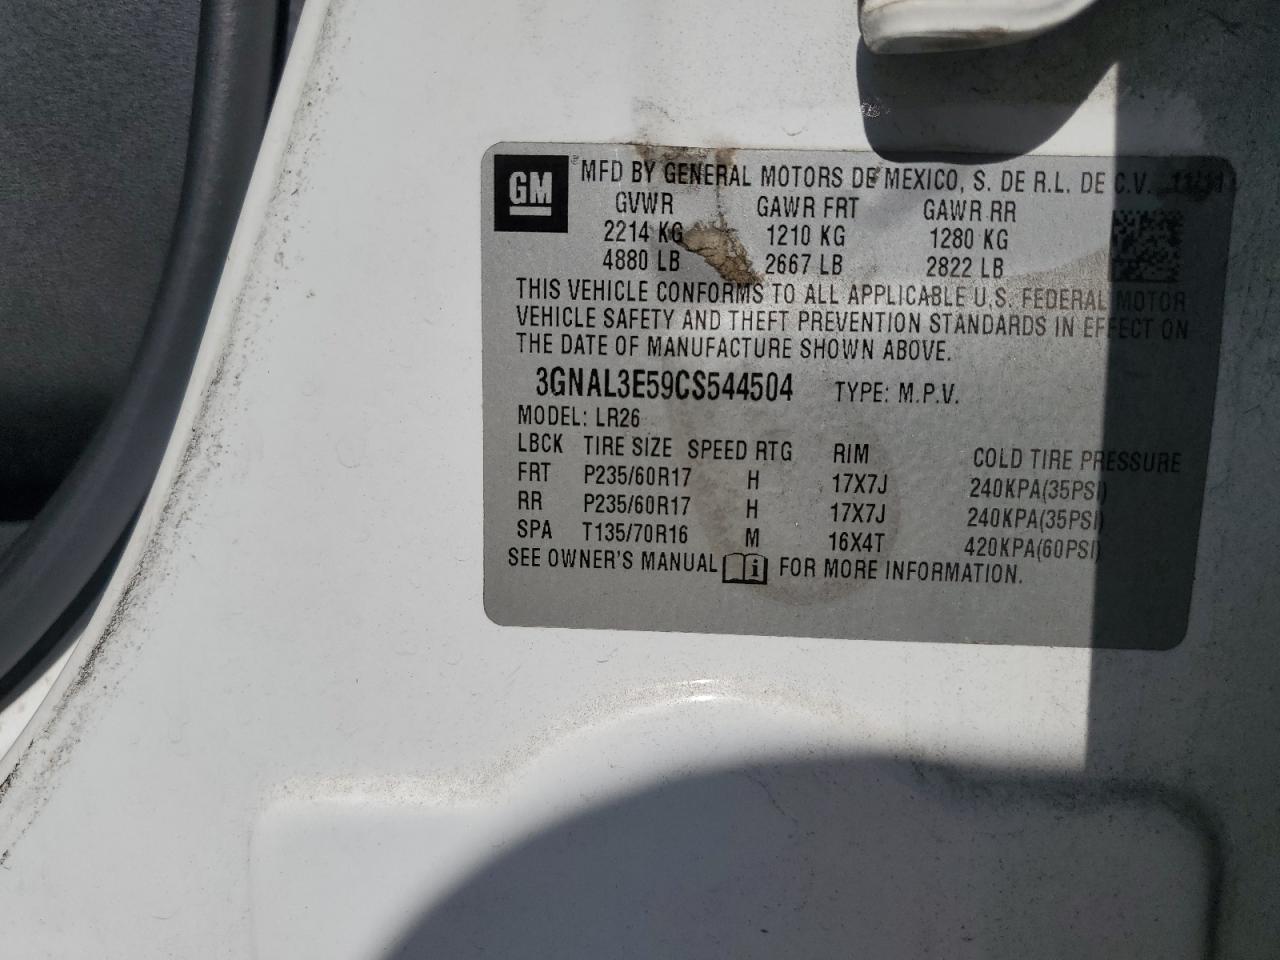 GM ® MFD BY GENERAL MOTORS DE MEXICO, S. DE R.L. DE C.V. 11/11
GVWR GAWR FRT GAWR RR
2214 KG 1210 KG 1280 KG
4880 LB 2667 LB 2822 LB
THIS VEHICLE CONFORMS TO ALL APPLICABLE U.S. FEDERAL MOTOR
VEHICLE SAFETY AND THEFT PREVENTION STANDARDS IN EFFECT ON
THE DATE OF MANUFACTURE SHOWN ABOVE.
3GNAL3E59CS544504 TYPE: M.P.V.
MODEL: LR26
LBCK TIRE SIZE SPEED RTG RIM COLD TIRE PRESSURE
FRT P235/60R17 H 17X7J 240KPA(35PSI)
RR P235/60R17 H 17X7J 240KPA(35PSI)
SPA T135/70R16 M 16X4T 420KPA(60PSI)
SEE OWNER'S MANUAL i FOR MORE INFORMATION.